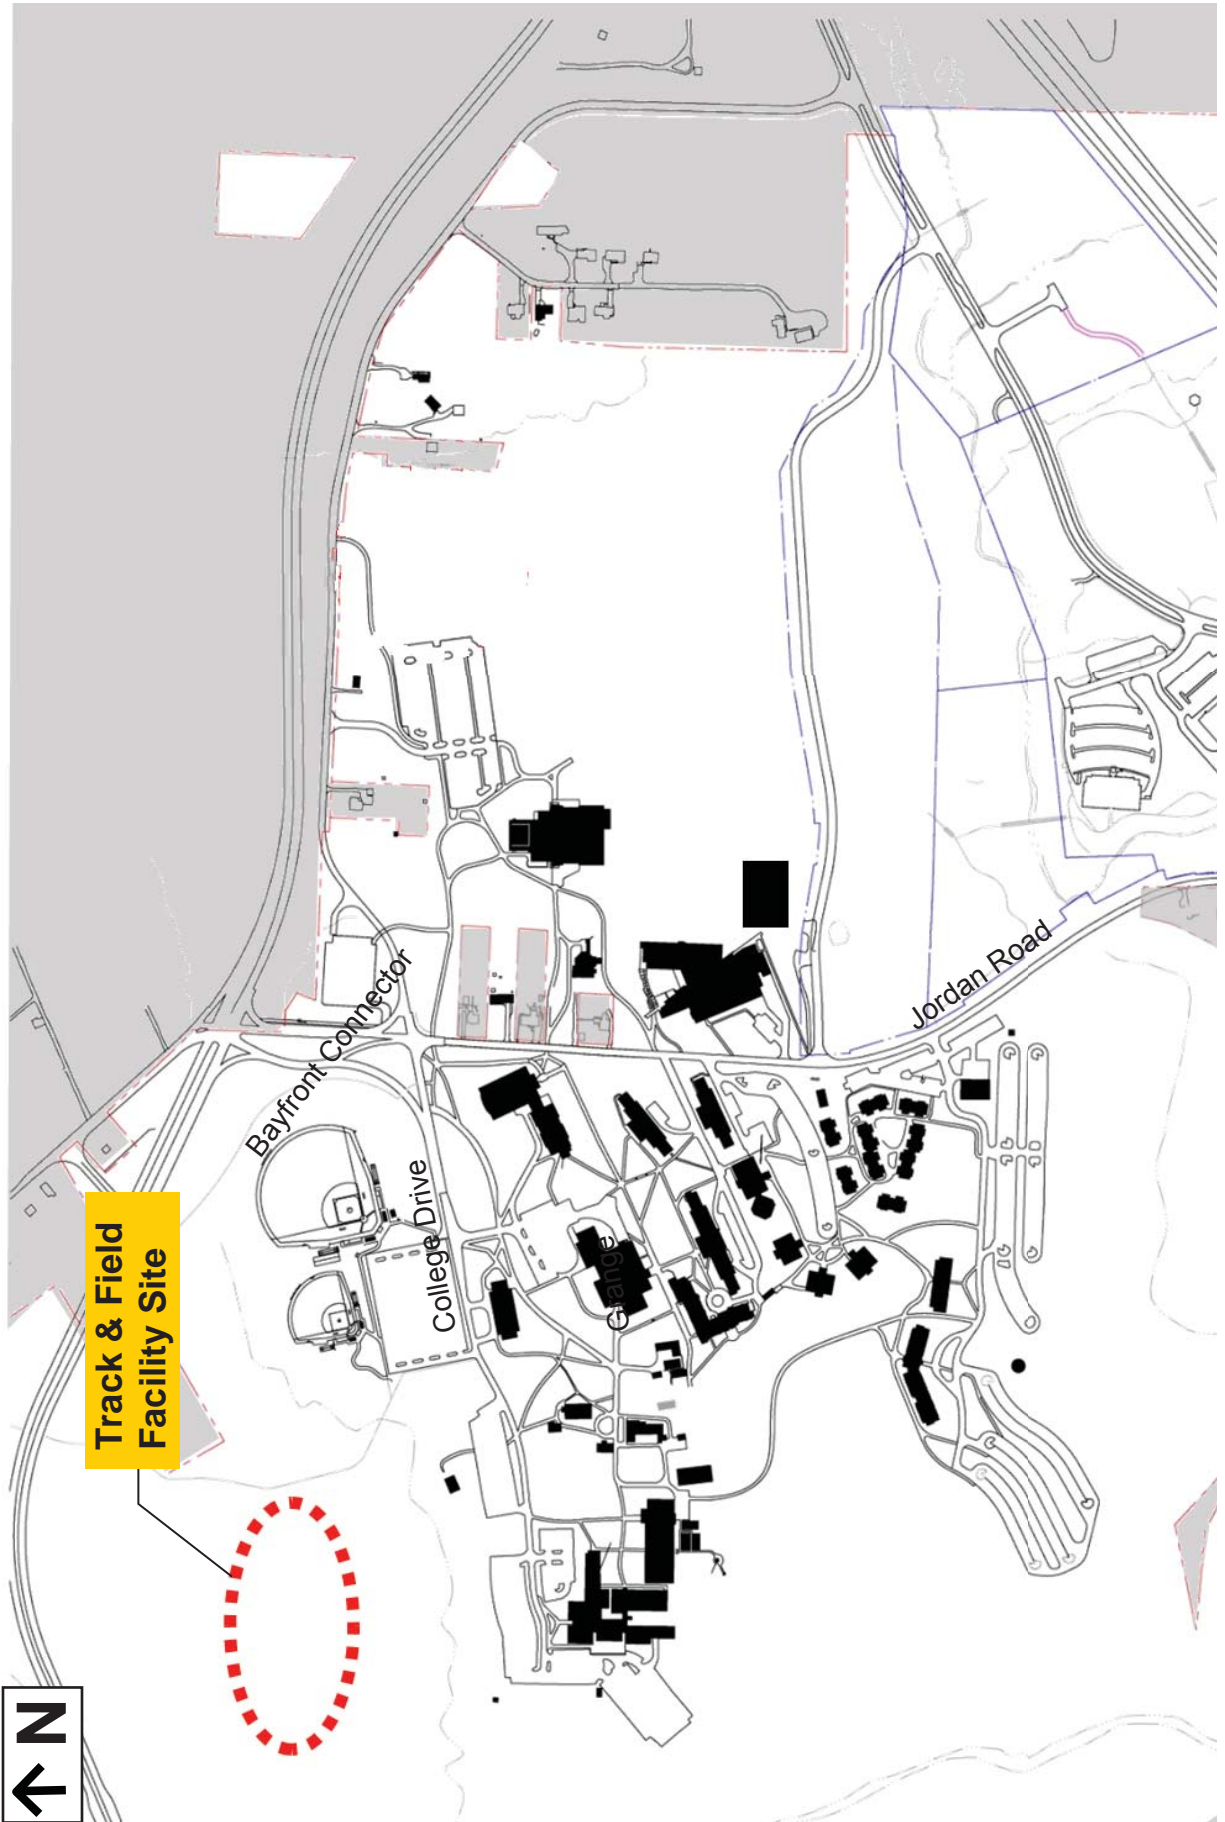 Track & Field
Facility Site
Bayfront Connector
College Drive
Grange
Jordan Road
N